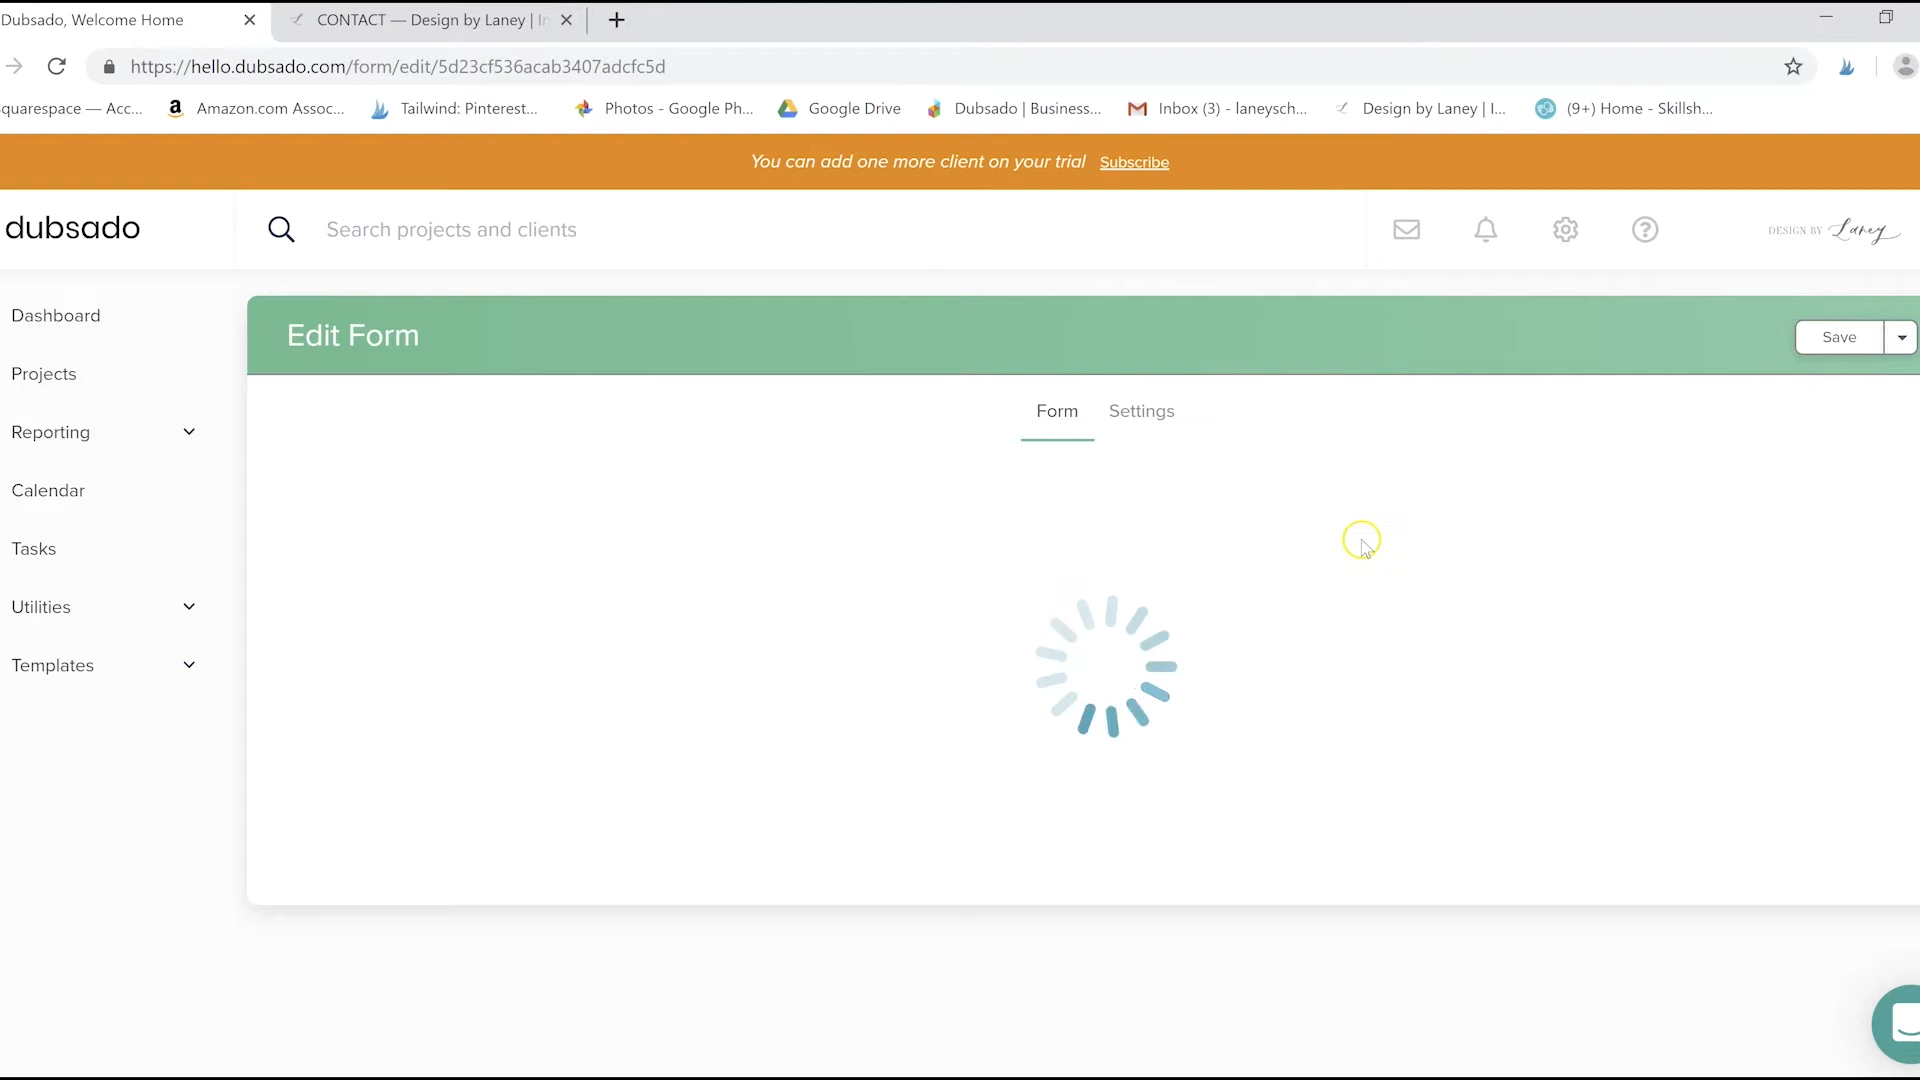 Dubsado, Welcome Home
CONTACT — Design by Laney | In
https://hello.dubsado.com/form/edit/5d23cf536acab3407adcfc5d
quarespace — Acc...
Amazon.com Assoc...
Tailwind: Pinterest...
Photos - Google Ph...
Google Drive
Dubsado | Business...
Inbox (3) - laneysch...
Design by Laney | I...
(9+) Home - Skillsh...
You can add one more client on your trial Subscribe
dubsado
Search projects and clients
DESIGN BY Laney
Dashboard
Edit Form
Save
Projects
Form
Settings
Reporting
Calendar
Tasks
Utilities
Templates